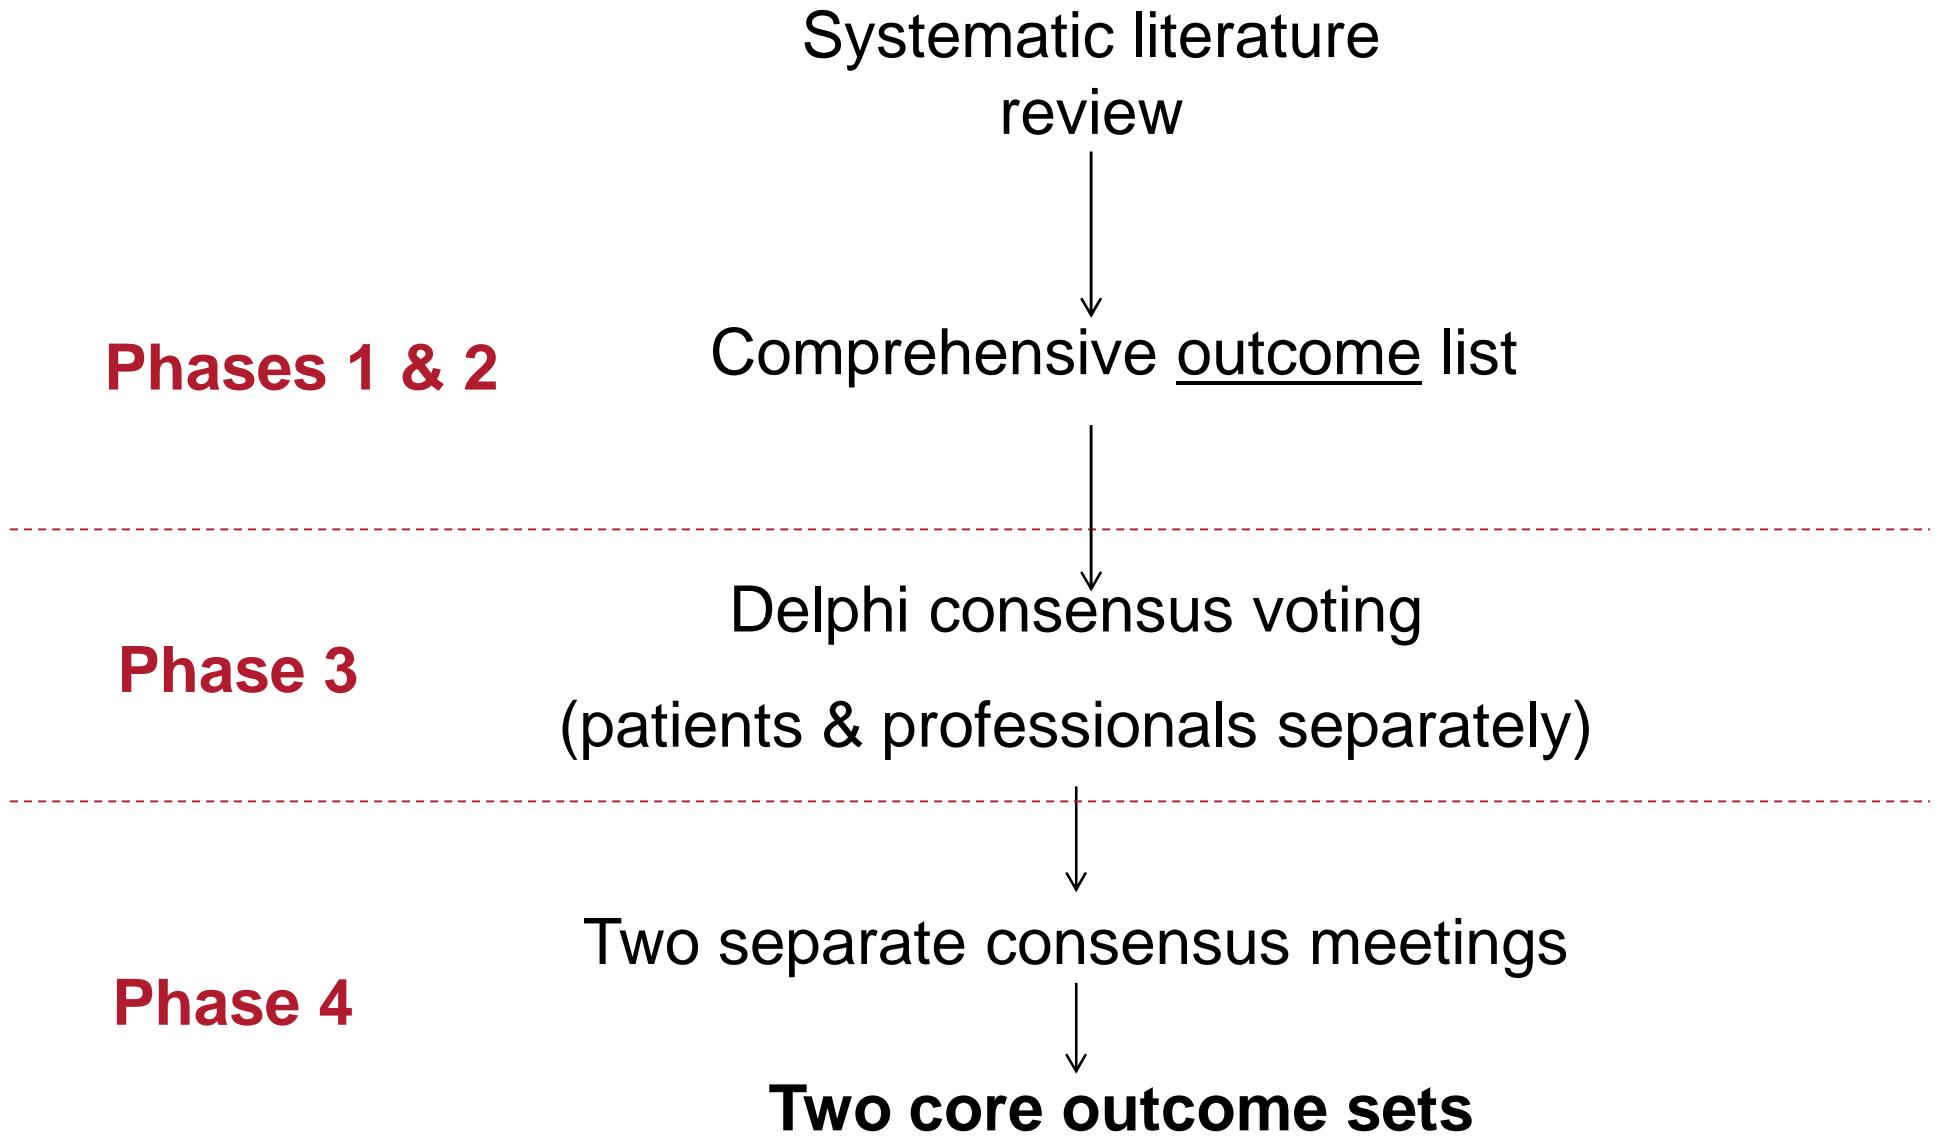 Systematic literature
review
Phases 1 & 2
Comprehensive outcome list
Delphi consensus voting
Phase 3
(patients & professionals separately)
Two separate consensus meetings
Phase 4
Two core outcome sets